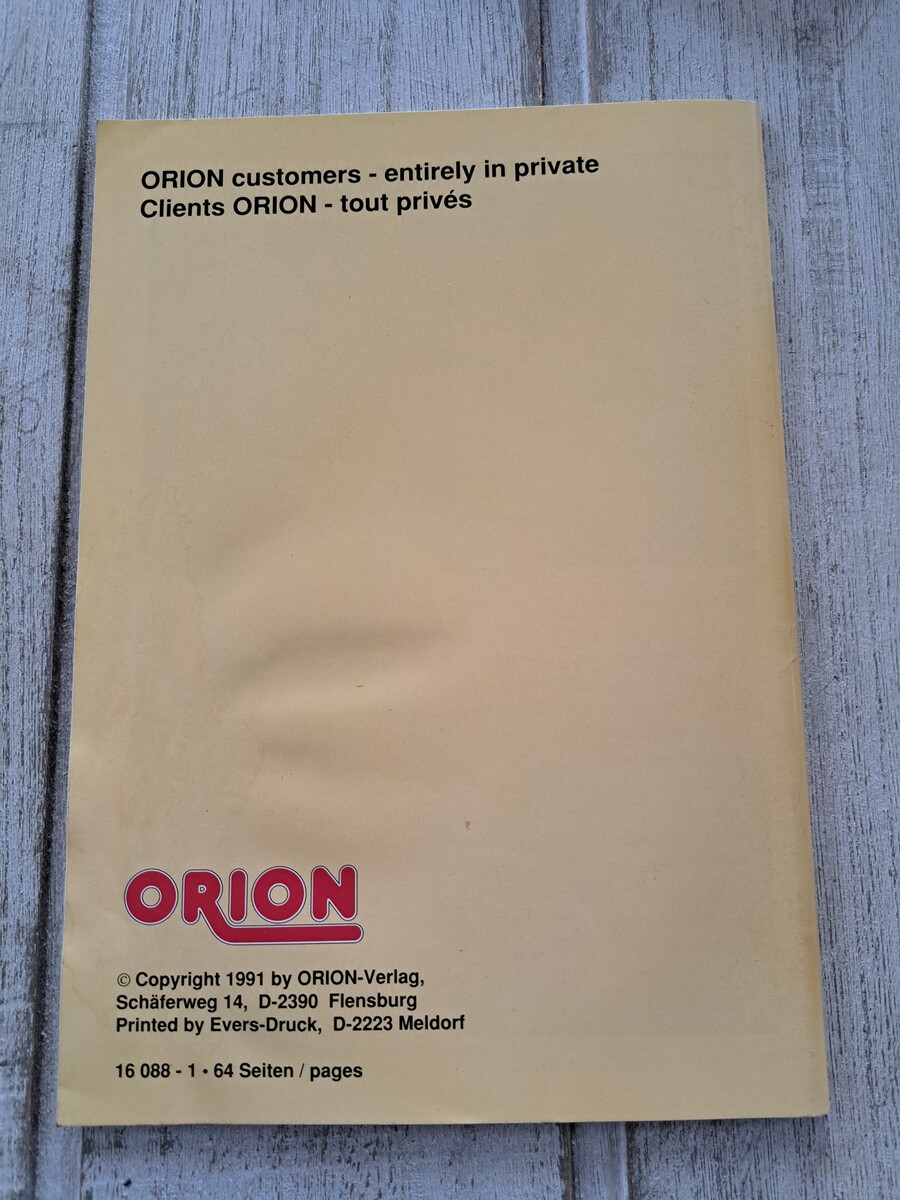 ORION customers - entirely in private
Clients ORION - tout privés
ORION
© Copyright 1991 by ORION-Verlag,
Schäferweg 14, D-2390 Flensburg
Printed by Evers-Druck, D-2223 Meldorf
16 088 - 1 • 64 Seiten / pages